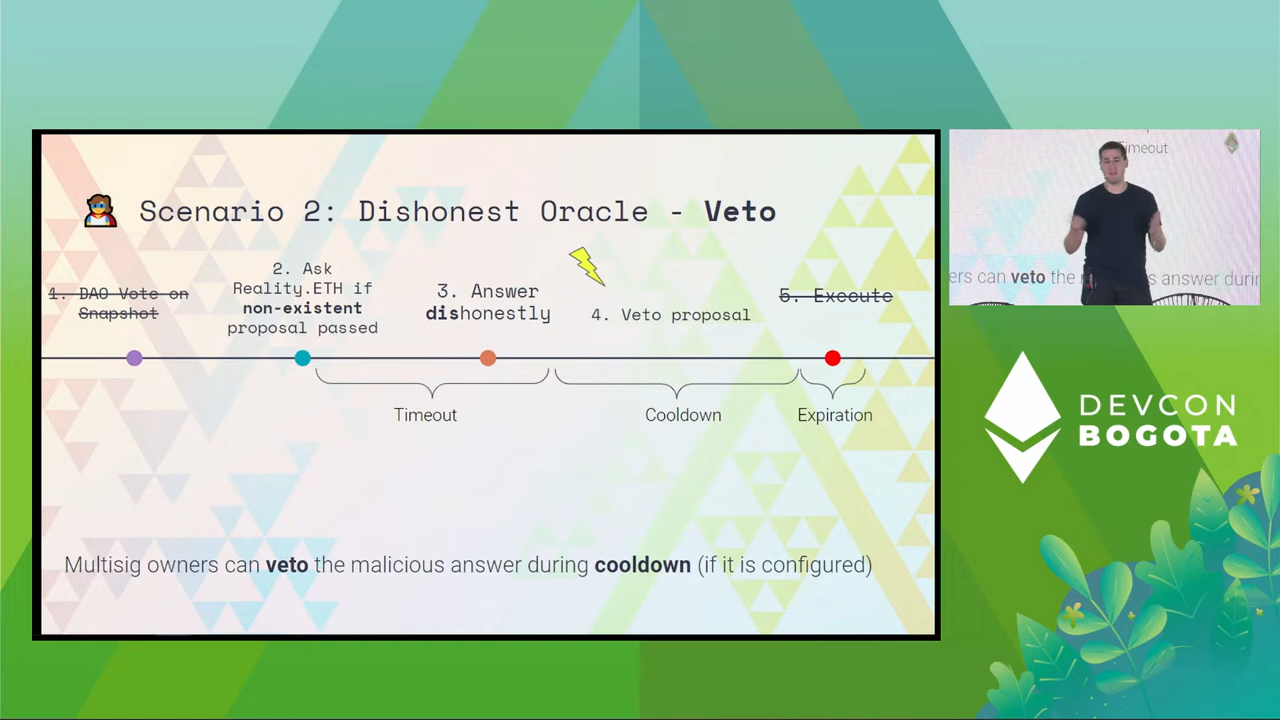 Scenario 2: Dishonest Oracle - Veto
1. DAO Vote on
Snapshot
2. Ask
Reality.ETH if
non-existent
proposal passed
3. Answer
dishonestly
4. Veto proposal
5. Execute
Timeout
Cooldown
Expiration
Multisig owners can veto the malicious answer during cooldown (if it is configured)
Timeout
ers can veto the
s answer durin
DEVCON
BOGOTA